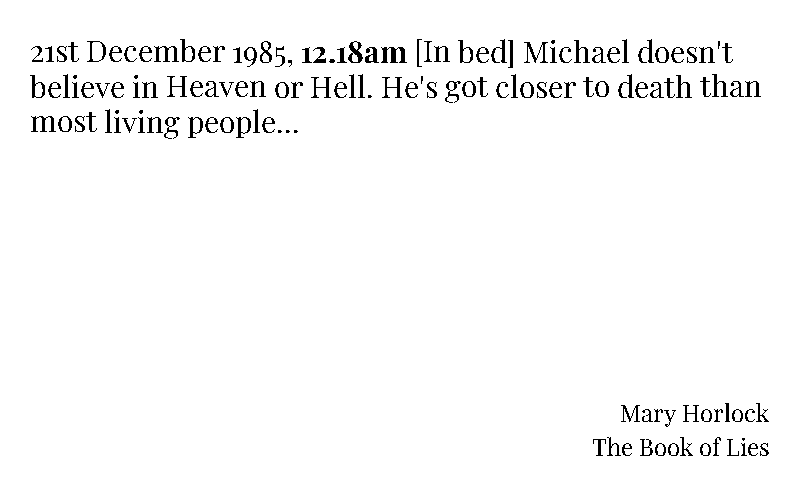 21st December 1985, 12.18am [In bed] Michael doesn't
believe in Heaven or Hell. He's got closer to death than
most living people...
Mary Horlock
The Book of Lies